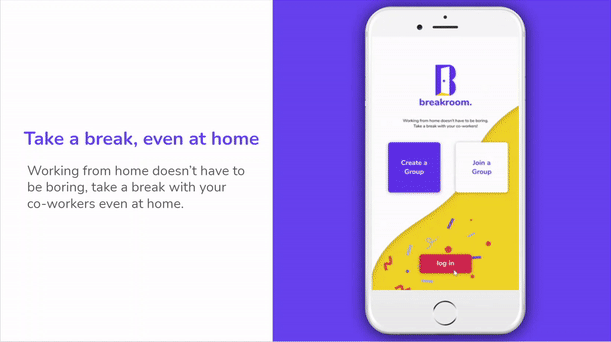 Take a break, even at home
Working from home doesn't have to
be boring, take a break with your
co-workers even at home.
breakroom.
Working from home doesn't have to be boring
Take a break with your co-workers!
Create a
Group
Join a
Group
log in